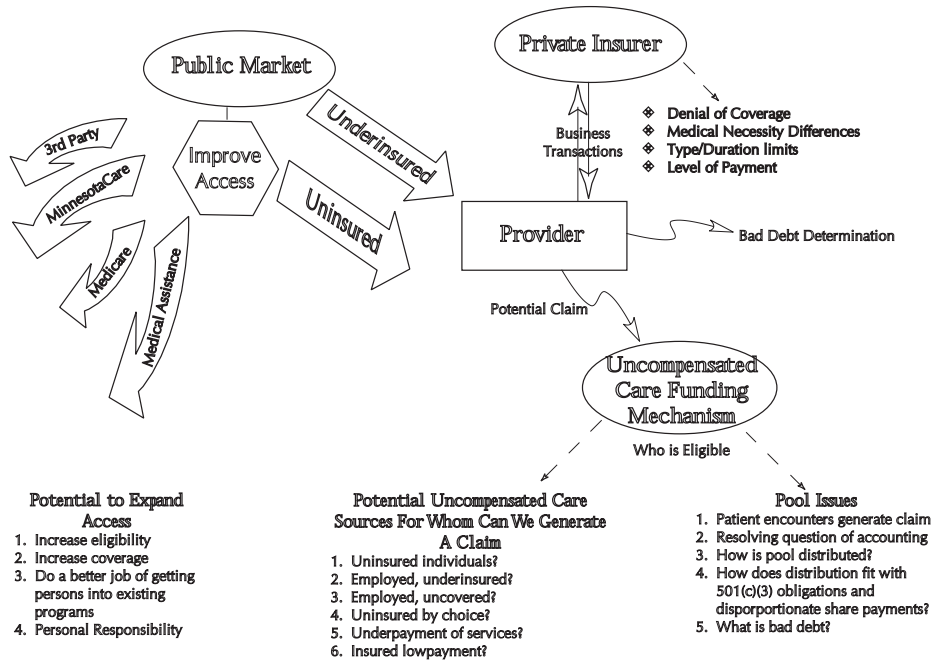 Public Market
Private Insurer
Improve
Access
3rd Party
MinnesotaCare
Medicare
Medical Assistance
Underinsured
Uninsured
Business
Transactions
❖ Denial of Coverage
❖ Medical Necessity Differences
❖ Type/Duration limits
❖ Level of Payment
Provider
Bad Debt Determination
Potential Claim
Uncompensated
Care Funding
Mechanism
Who is Eligible
Potential to Expand
Access
1. Increase eligibility
2. Increase coverage
3. Do a better job of getting
persons into existing
programs
4. Personal Responsibility
Potential Uncompensated Care
Sources For Whom Can We Generate
A Claim
1. Uninsured individuals?
2. Employed, underinsured?
3. Employed, uncovered?
4. Uninsured by choice?
5. Underpayment of services?
6. Insured lowpayment?
Pool Issues
1. Patient encounters generate claim
2. Resolving question of accounting
3. How is pool distributed?
4. How does distribution fit with
501(c)(3) obligations and
disportionate share payments?
5. What is bad debt?